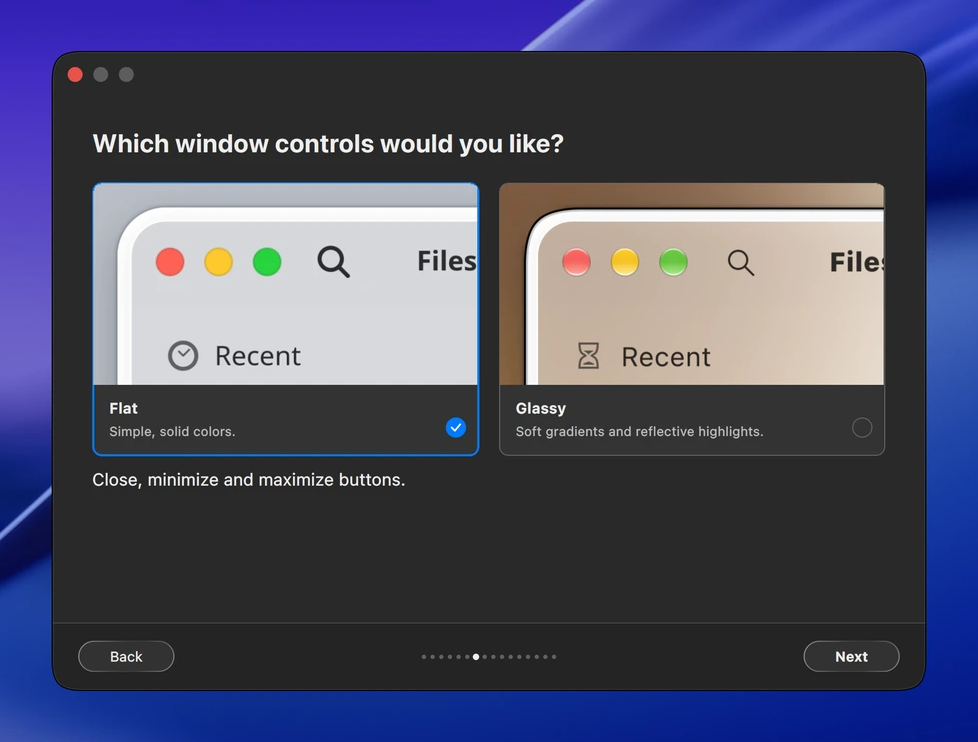 Which window controls would you like?
Files
Recent
Flat
Simple, solid colors.
Files
Recent
Glassy
Soft gradients and reflective highlights.
Close, minimize and maximize buttons.
Back
Next